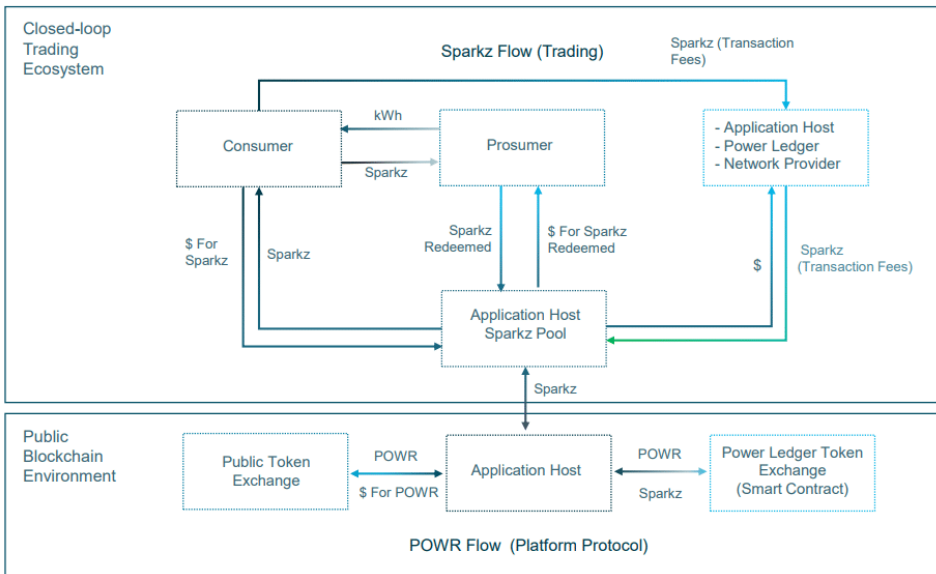 Closed-loop
Trading
Ecosystem
Sparkz Flow (Trading)
Sparkz (Transaction
Fees)
kWh
Consumer
Prosumer
- Application Host
- Power Ledger
- Network Provider
Sparkz
$ For
Sparkz
Sparkz
Sparkz
Redeemed
$ For Sparkz
Redeemed
$
Sparkz
(Transaction Fees)
Application Host
Sparkz Pool
Sparkz
Public
Blockchain
Environment
Public Token
Exchange
POWR
$ For POWR
Application Host
POWR
Sparkz
Power Ledger Token
Exchange
(Smart Contract)
POWR Flow (Platform Protocol)